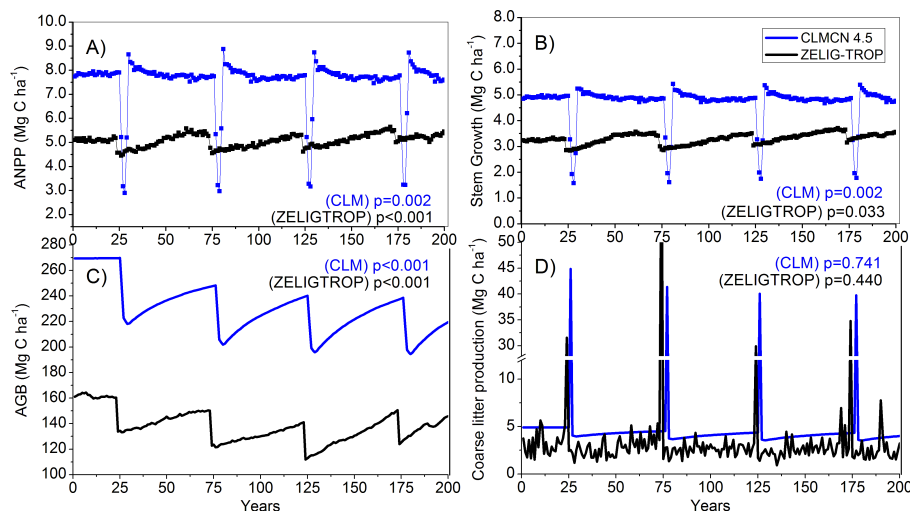 A)
ANPP (Mg C ha-1)
10.0
9.0
8.0
7.0
6.0
5.0
4.0
3.0
2.0
(CLM) p=0.002
(ZELIGTROP) p<0.001
0 25 50 75 100 125 150 175 200
B)
Stem Growth (Mg C ha-1)
8.0
7.0
6.0
5.0
4.0
3.0
2.0
1.0
0.0
CLMCN 4.5
ZELIG-TROP
(CLM) p=0.002
(ZELIGTROP) p=0.033
0 25 50 75 100 125 150 175 200
C)
AGB (Mg C ha-1)
280
260
240
220
200
180
160
140
120
100
(CLM) p<0.001
(ZELIGTROP) p<0.001
0 25 50 75 100 125 150 175 200
Years
D)
Coarse litter production (Mg C ha-1)
50
45
40
35
30
25
10
5
0
(CLM) p=0.741
(ZELIGTROP) p=0.440
0 25 50 75 100 125 150 175 200
Years